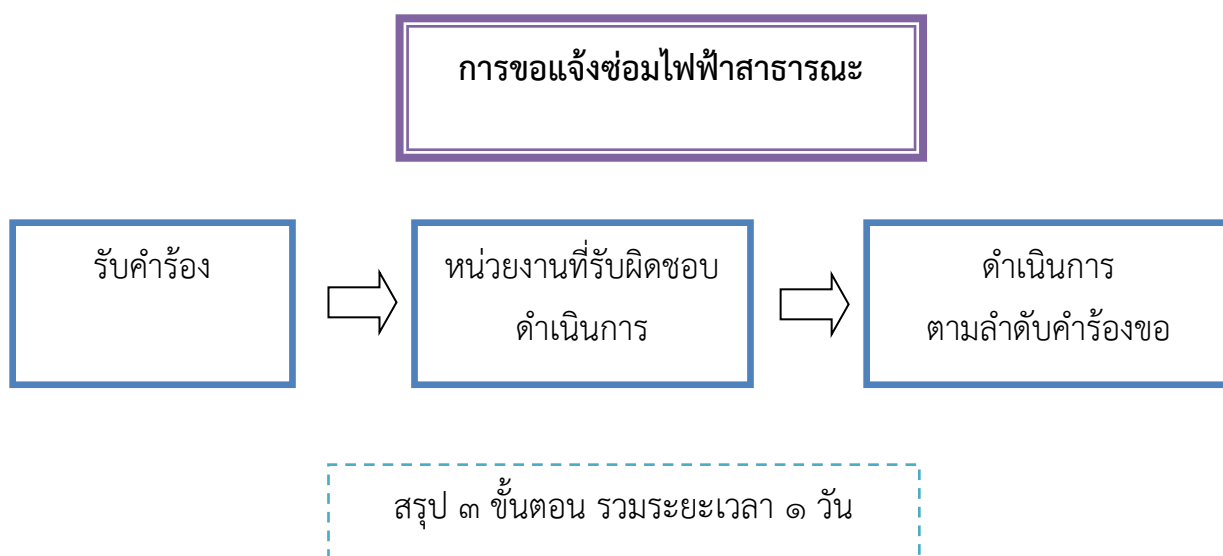 การขอแจ้งซ่อมไฟฟ้าสาธารณะ
รับคำร้อง
หน่วยงานที่รับผิดชอบ
ดำเนินการ
ดำเนินการ
ตามลำดับคำร้องขอ
สรุป ๓ ขั้นตอน รวมระยะเวลา ๑ วัน